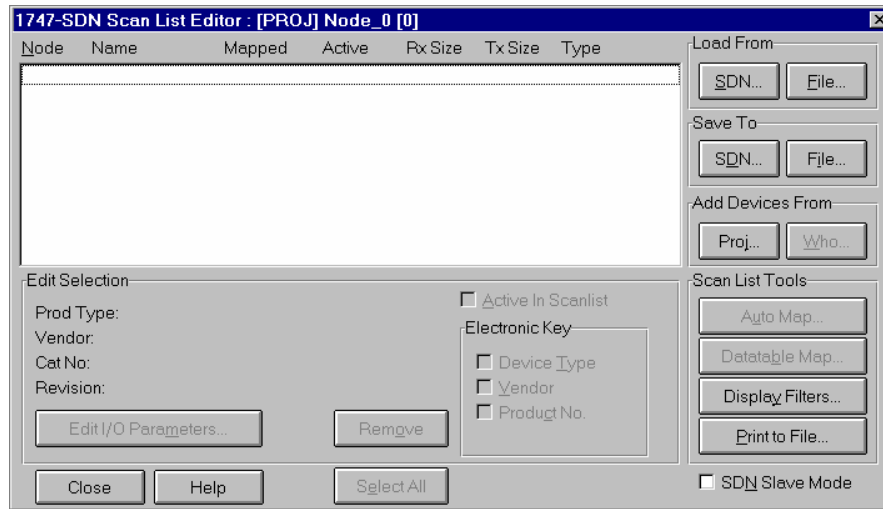 1747-SDN Scan List Editor : [PROJ] Node_0 [0]
Node Name Mapped Active Rx Size Tx Size Type
Load From
SDN... File...
Save To
SDN... File...
Add Devices From
Proj... Who...
Edit Selection
Prod Type:
Vendor:
Cat No:
Revision:
Edit I/O Parameters... Remove
Active In Scanlist
Electronic Key
Device Type
Vendor
Product No.
Scan List Tools
Auto Map...
Datatable Map...
Display Filters...
Print to File...
Close Help Select All
SDN Slave Mode